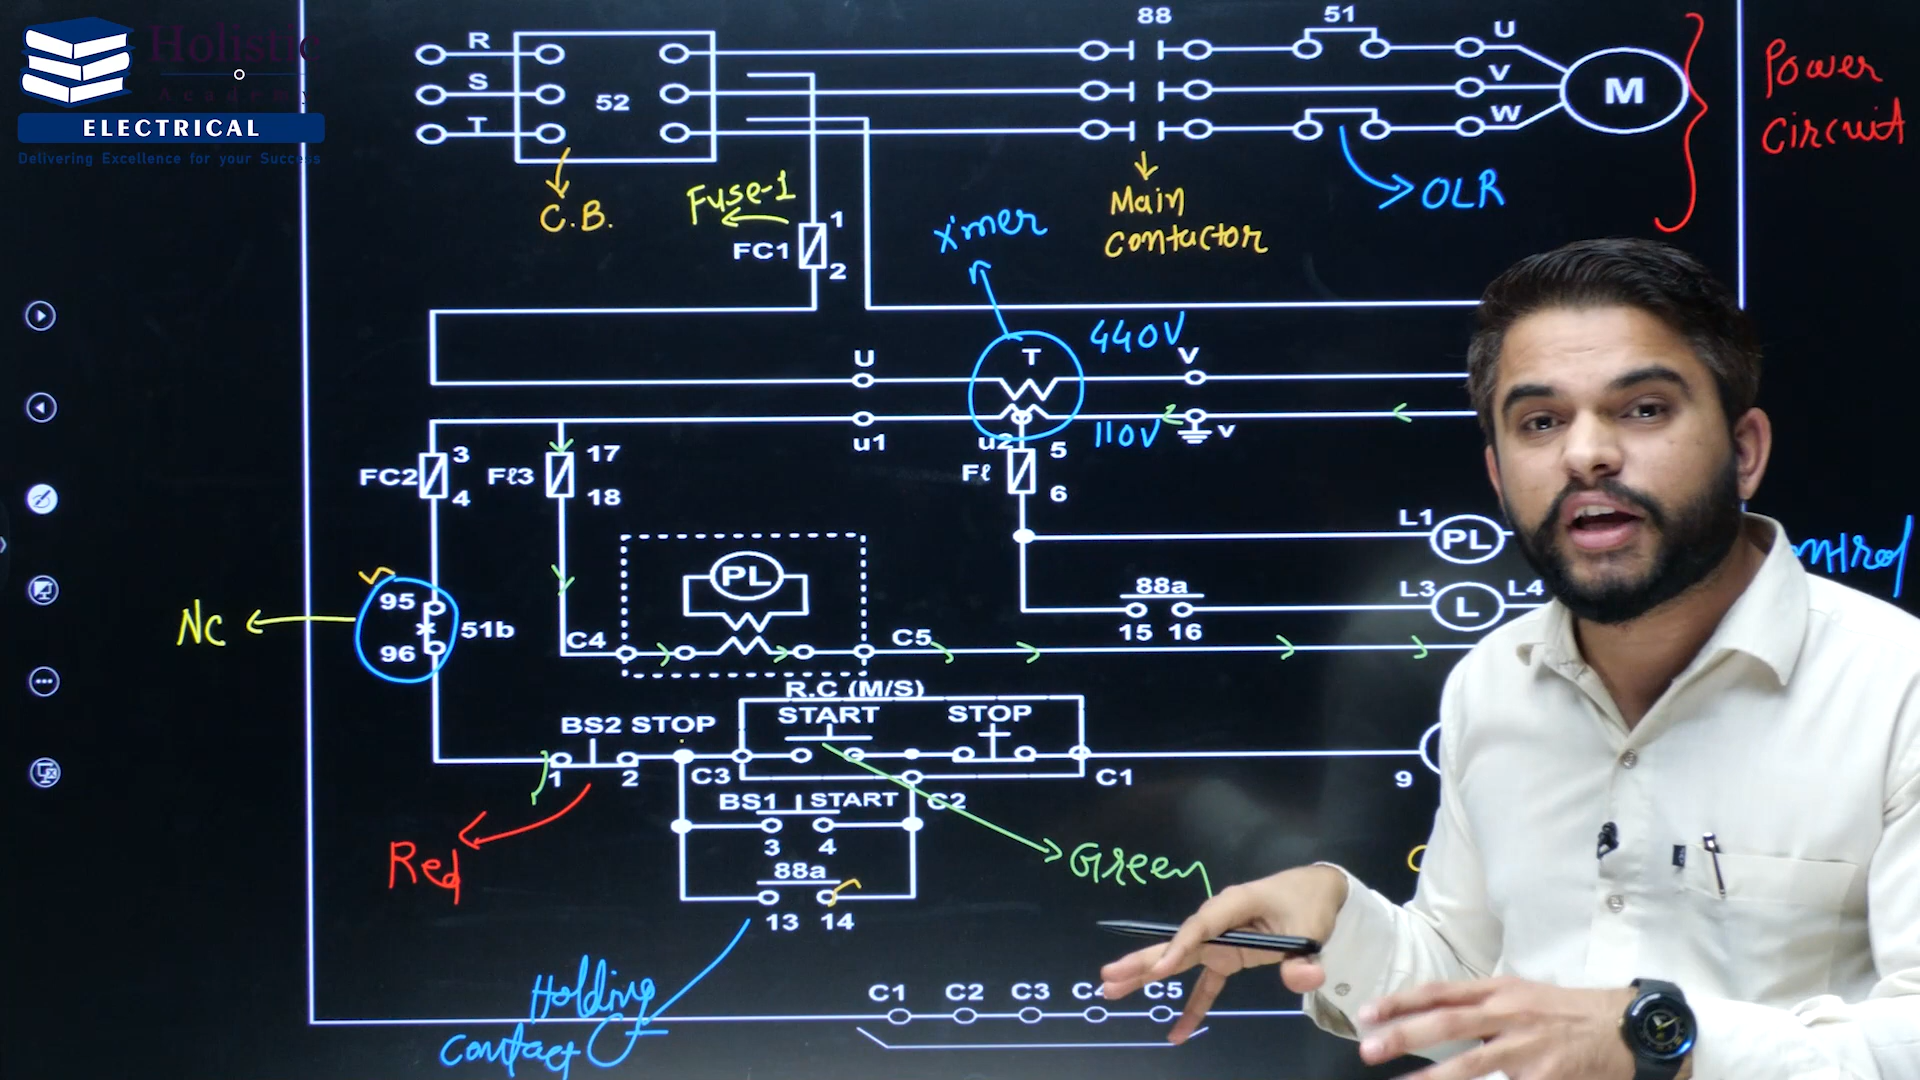 Holistic
Academy
ELECTRICAL
Delivering Excellence for your Success
88
51
R
S
T
52
U
V
W
M
Power
circuit
C.B.
Fuse-1
FC1
1
2
Main
contactor
OLR
x'mer
U
T
440V
V
u1
u2
110V
v
FC2
3
4
Fℓ3
17
18
Fℓ
5
6
L1
PL
PL
88a
15 16
L3
L
L4
Nc
95
96
51b
C4
C5
R.C (M/S)
BS2 STOP
START
STOP
1
2
C3
C1
9
BS1
START
C2
3 4
88a
13 14
Red
Green
Holding
contact
C1 C2 C3 C4 C5